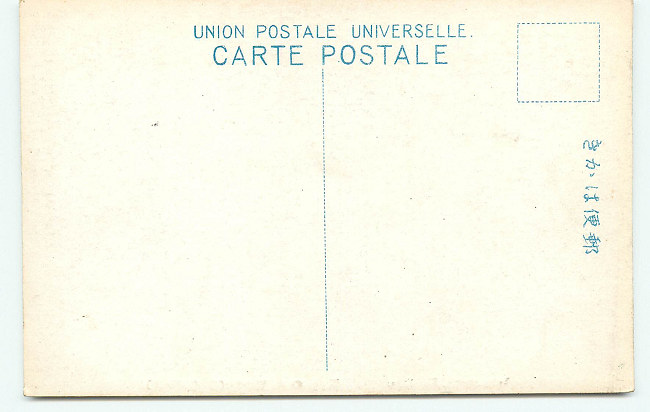 UNION POSTALE UNIVERSELLE.
CARTE POSTALE
郵便はかき